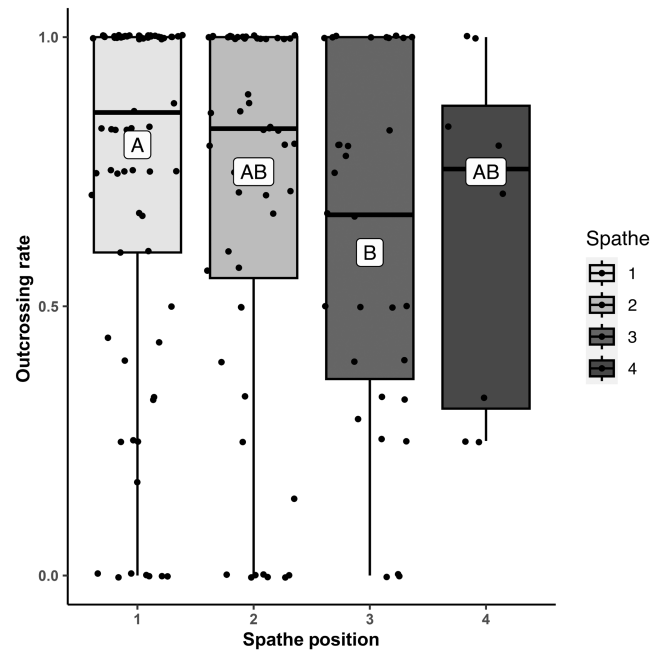 1.0
0.5
0.0
Outcrossing rate
A
AB
B
AB
1 2 3 4
Spathe position
Spathe
1
2
3
4